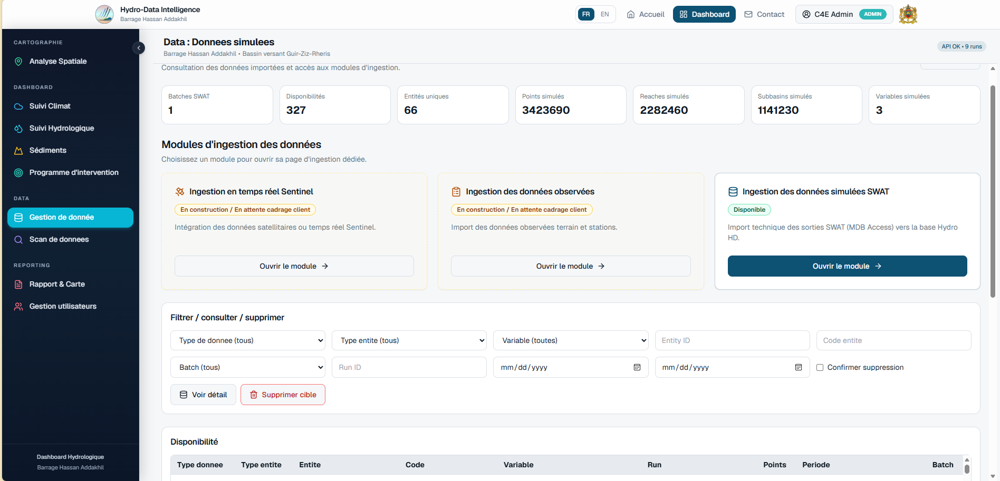 Hydro-Data Intelligence
Barrage Hassan Addakhil
FR EN
Accueil
Dashboard
Contact
C4E Admin ADMIN
CARTOGRAPHIE
Analyse Spatiale
DASHBOARD
Suivi Climat
Suivi Hydrologique
Sédiments
Programme d'intervention
DATA
Gestion de donnée
Scan de donnees
REPORTING
Rapport & Carte
Gestion utilisateurs
Dashboard Hydrologique
Barrage Hassan Addakhil
Data : Donnees simulees
Barrage Hassan Addakhil • Bassin versant Guir-Ziz-Rheris
API OK • 9 runs
Consultation des données importées et accès aux modules d'ingestion.
Batches SWAT
1
Disponibilités
327
Entités uniques
66
Points simulés
3423690
Reaches simulés
2282460
Subbasins simulés
1141230
Variables simulées
3
Modules d'ingestion des données
Choisissez un module pour ouvrir sa page d'ingestion dédiée.
Ingestion en temps réel Sentinel
En construction / En attente cadrage client
Intégration des données satellitaires ou temps réel Sentinel.
Ouvrir le module →
Ingestion des données observées
En construction / En attente cadrage client
Import des données observées terrain et stations.
Ouvrir le module →
Ingestion des données simulées SWAT
Disponible
Import technique des sorties SWAT (MDB Access) vers la base Hydro
HD.
Ouvrir le module →
Filtrer / consulter / supprimer
Type de donnee (tous)
Type entite (tous)
Variable (toutes)
Entity ID
Code entite
Batch (tous)
Run ID
mm/dd/yyyy
mm/dd/yyyy
Confirmer suppression
Voir détail
Supprimer cible
Disponibilité
Type donnee Type entite Entite Code Variable Run Points Periode Batch